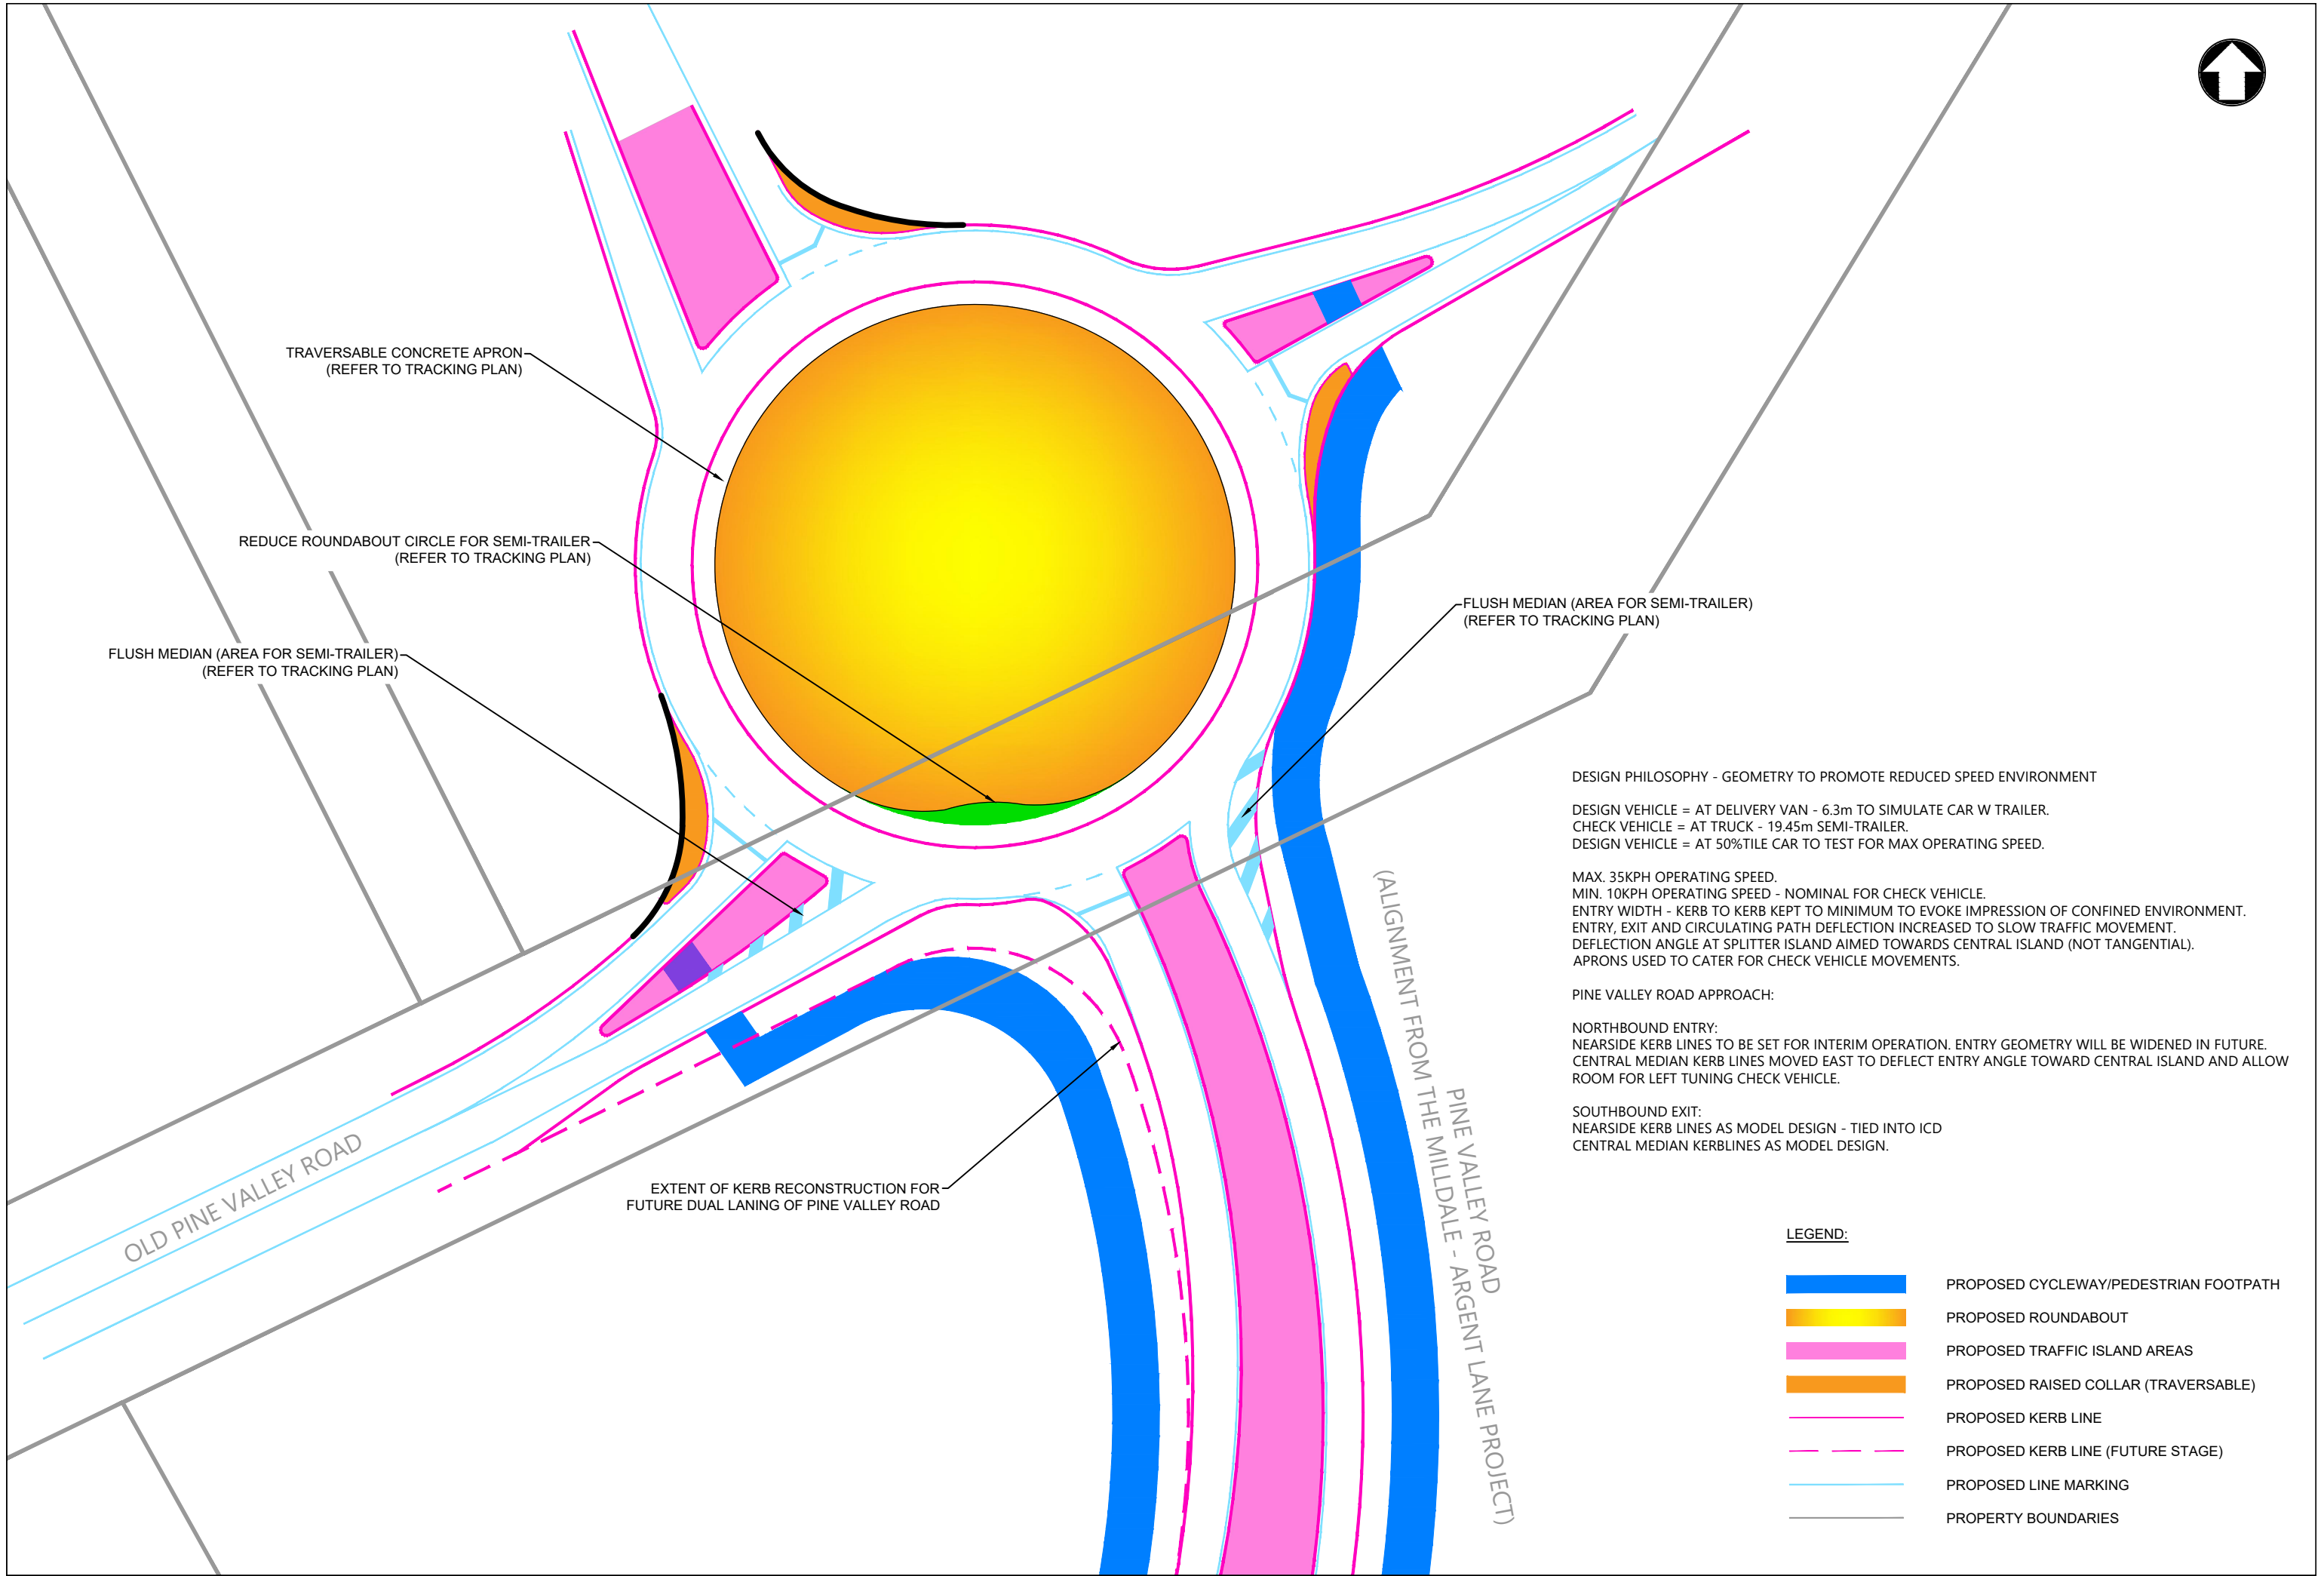 TRAVERSABLE CONCRETE APRON
(REFER TO TRACKING PLAN)
REDUCE ROUNDABOUT CIRCLE FOR SEMI-TRAILER
(REFER TO TRACKING PLAN)
FLUSH MEDIAN (AREA FOR SEMI-TRAILER)
(REFER TO TRACKING PLAN)
FLUSH MEDIAN (AREA FOR SEMI-TRAILER)
(REFER TO TRACKING PLAN)
DESIGN PHILOSOPHY - GEOMETRY TO PROMOTE REDUCED SPEED ENVIRONMENT
DESIGN VEHICLE = AT DELIVERY VAN - 6.3m TO SIMULATE CAR W TRAILER.
CHECK VEHICLE = AT TRUCK - 19.45m SEMI-TRAILER.
DESIGN VEHICLE = AT 50%TILE CAR TO TEST FOR MAX OPERATING SPEED.
MAX. 35KPH OPERATING SPEED.
MIN. 10KPH OPERATING SPEED - NOMINAL FOR CHECK VEHICLE.
ENTRY WIDTH - KERB TO KERB KEPT TO MINIMUM TO EVOKE IMPRESSION OF CONFINED ENVIRONMENT.
ENTRY, EXIT AND CIRCULATING PATH DEFLECTION INCREASED TO SLOW TRAFFIC MOVEMENT.
DEFLECTION ANGLE AT SPLITTER ISLAND AIMED TOWARDS CENTRAL ISLAND (NOT TANGENTIAL).
APRONS USED TO CATER FOR CHECK VEHICLE MOVEMENTS.
PINE VALLEY ROAD APPROACH:
NORTHBOUND ENTRY:
NEARSIDE KERB LINES TO BE SET FOR INTERIM OPERATION. ENTRY GEOMETRY WILL BE WIDENED IN FUTURE.
CENTRAL MEDIAN KERB LINES MOVED EAST TO DEFLECT ENTRY ANGLE TOWARD CENTRAL ISLAND AND ALLOW
ROOM FOR LEFT TUNING CHECK VEHICLE.
SOUTHBOUND EXIT:
NEARSIDE KERB LINES AS MODEL DESIGN - TIED INTO ICD
CENTRAL MEDIAN KERBLINES AS MODEL DESIGN.
OLD PINE VALLEY ROAD
EXTENT OF KERB RECONSTRUCTION FOR
FUTURE DUAL LANING OF PINE VALLEY ROAD
PINE VALLEY ROAD
(ALIGNMENT FROM THE MILLDALE - ARGENT LANE PROJECT)
LEGEND:
PROPOSED CYCLEWAY/PEDESTRIAN FOOTPATH
PROPOSED ROUNDABOUT
PROPOSED TRAFFIC ISLAND AREAS
PROPOSED RAISED COLLAR (TRAVERSABLE)
PROPOSED KERB LINE
PROPOSED KERB LINE (FUTURE STAGE)
PROPOSED LINE MARKING
PROPERTY BOUNDARIES